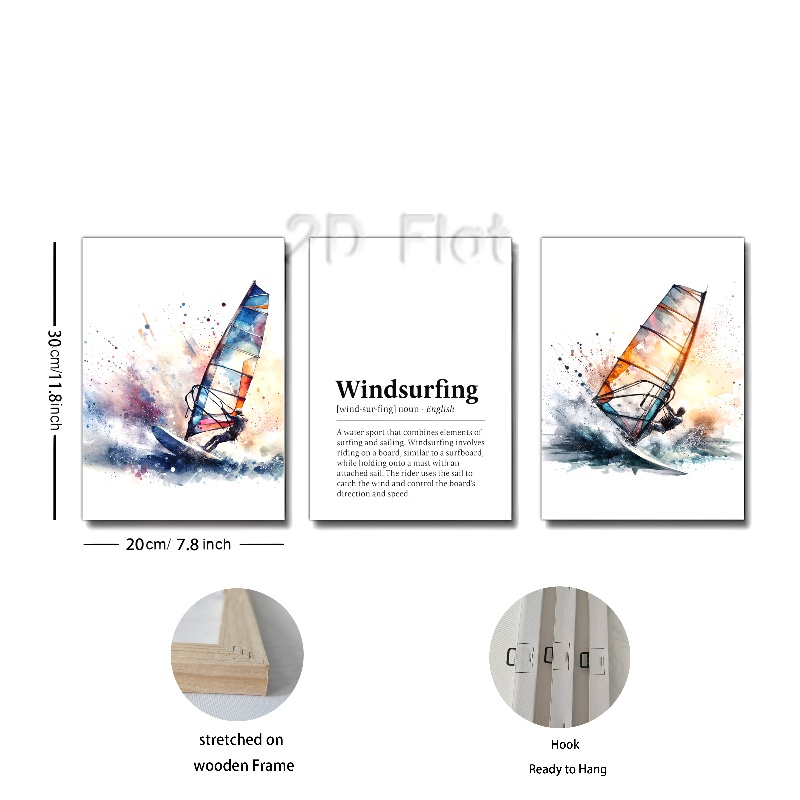 2D Flat
30cm/11.8inch
Windsurfing
[wind-sur-fing] noun - English
A water sport that combines elements of
surfing and sailing. Windsurfing involves
riding on a board, similar to a surfboard,
while holding onto a mast with an
attached sail. The rider uses the sail to
catch the wind and control the board's
direction and speed
20cm/ 7.8 inch
stretched on
wooden Frame
Hook
Ready to Hang